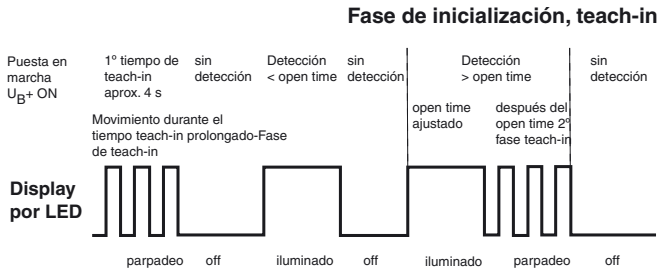 Fase de inicialización, teach-in
Puesta en
marcha
UB+ ON
1º tiempo de
teach-in
aprox. 4 s
sin
detección
Detección
< open time
sin
detección
Detección
> open time
sin
detección
Movimiento durante el
tiempo teach-in prolongado-Fase
de teach-in
open time
ajustado
después del
open time 2º
fase teach-in
Display
por LED
parpadeo
off
iluminado
off
iluminado
parpadeo
off